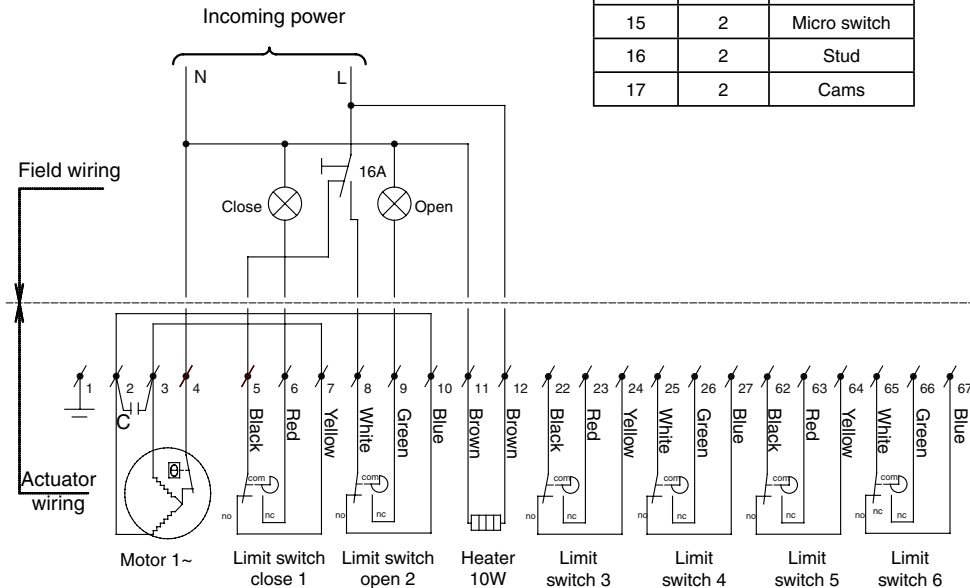 Incoming power
15 2 Micro switch
16 2 Stud
17 2 Cams
N L
Field wiring
16A
Close Open
1 2 3 4 5 6 7 8 9 10 11 12 22 23 24 25 26 27 62 63 64 65 66 67
C
Black Red Yellow White Green Blue Brown Brown Black Red Yellow White Green Blue Black Red Yellow White Green Blue
Actuator
wiring
θ
com com com com com com
no nc no nc no nc no nc no nc no nc
Motor 1~
Limit switch
close 1
Limit switch
open 2
Heater
10W
Limit
switch 3
Limit
switch 4
Limit
switch 5
Limit
switch 6